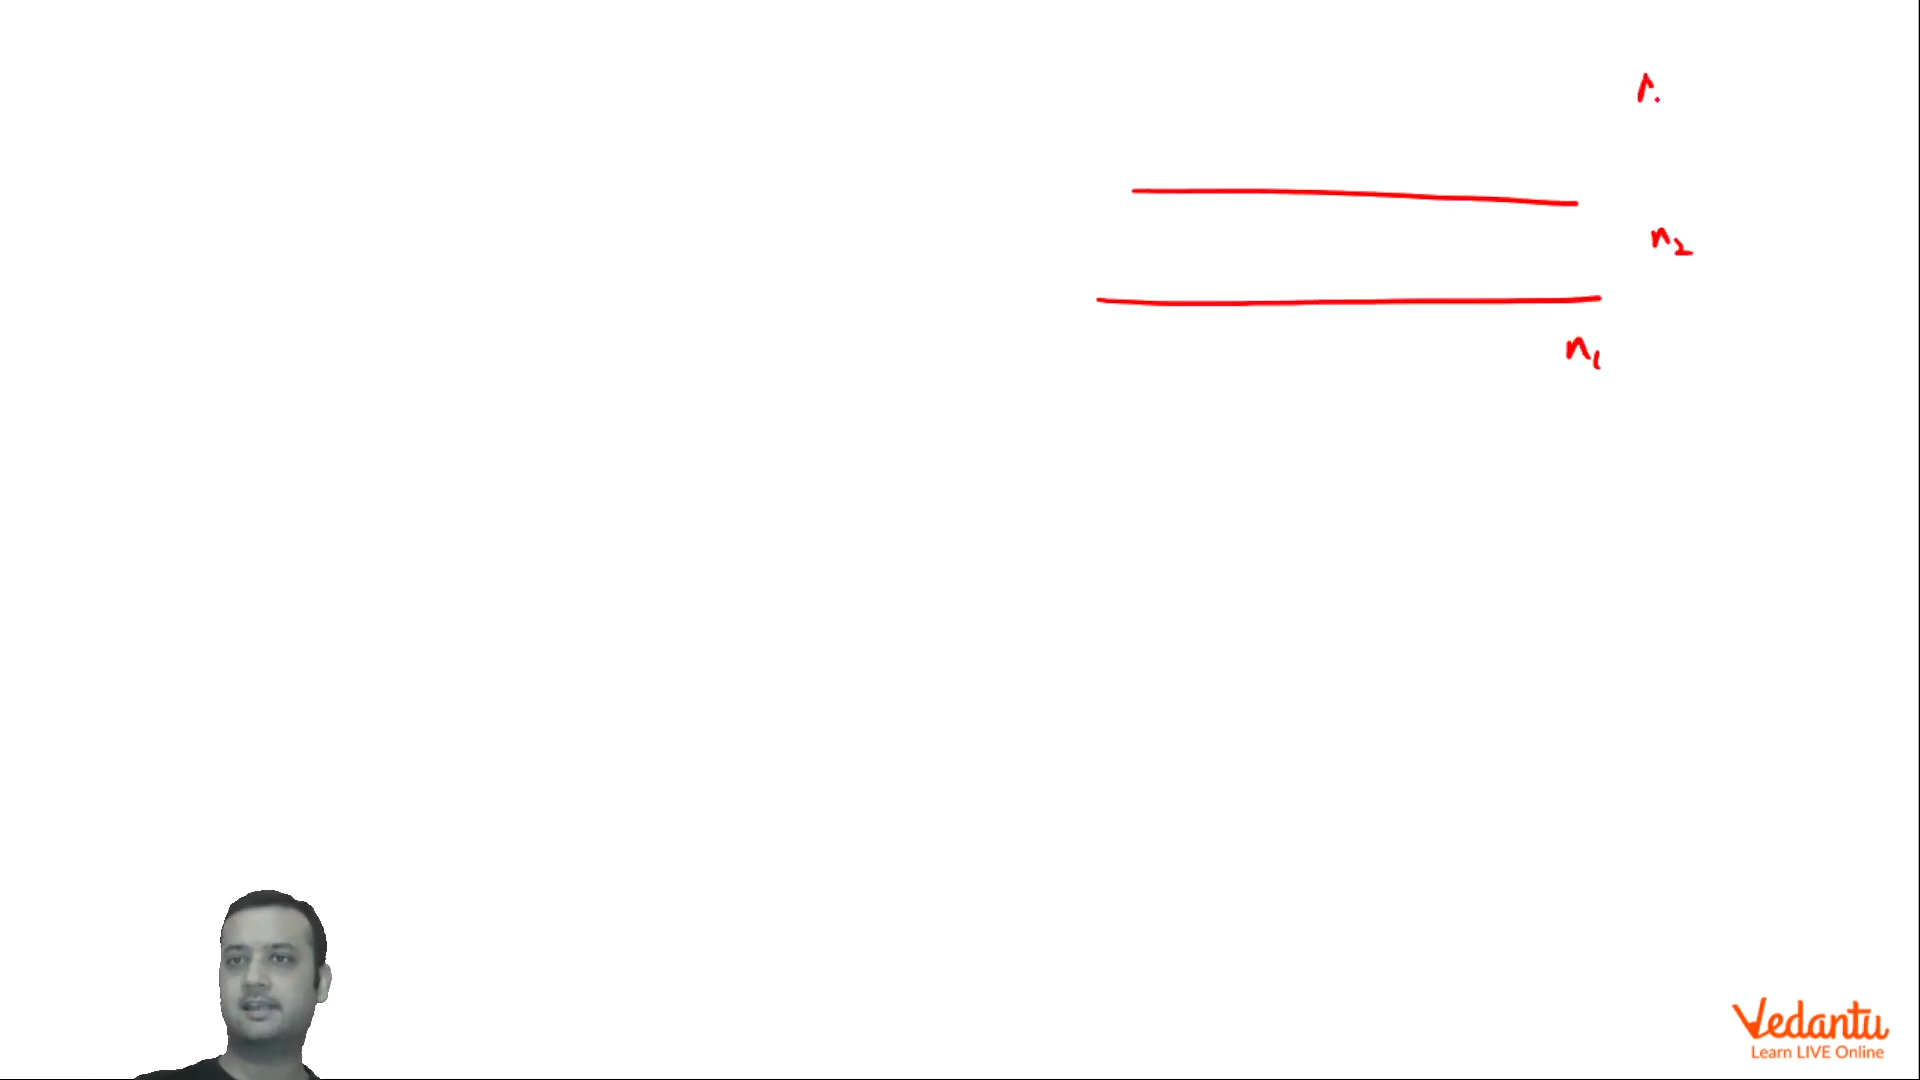 n₂
n₁
Vedantu
Learn LIVE Online